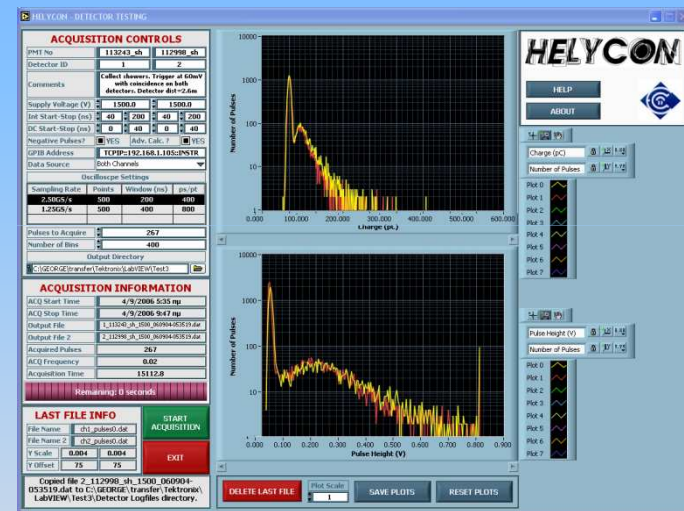 HELYCON - DETECTOR TESTING
ACQUISITION CONTROLS
PMT No 113243_sh 112998_sh
Detector ID 1 2
Comments Collect showers. Trigger at 60mV with coincidence on both detectors. Detector dist=2.6m
Supply Voltage (V) 1500.0 1500.0
Int Start-Stop (ns) 40 200 40 200
DC Start-Stop (ns) 0 40 0 40
Negative Pulses? YES Adv. Calc. ? YES
GPIB Address TCPIP::192.168.1.105::INSTR
Data Source Both Channels
Oscilloscpe Settings
Sampling Rate Points Window (ns) ps/pt
2.50GS/s 500 200 400
1.25GS/s 500 400 800
Pulses to Acquire 267
Number of Bins 400
Output Directory
C:\GEORGE\transfer\Tektronix\LabVIEW\Test3
ACQUISITION INFORMATION
ACQ Start Time 4/9/2006 5:35 πμ
ACQ Stop Time 4/9/2006 9:47 πμ
Output File 1_113243_sh_1500_060904-053519.dat
Output File 2 2_112998_sh_1500_060904-053519.dat
Acquired Pulses 267
ACQ Frequency 0.02
Acquisition Time 15112.8
Remaining: 0 seconds
LAST FILE INFO
File Name ch1_pulses0.dat
File Name 2 ch2_pulses0.dat
Y Scale 0.004 0.004
Y Offset 75 75
START ACQUISITION
EXIT
Copied file 2_112998_sh_1500_060904-
053519.dat to C:\GEORGE\transfer\Tektronix\
LabVIEW\Test3\Detector Logfiles directory.
Number of Pulses
10000
1000
100
10
1
0.000 100.000 200.000 300.000 400.000 500.000 600.000
Charge (pC)
Number of Pulses
10000
1000
100
10
1
0.000 0.100 0.200 0.300 0.400 0.500 0.600 0.700 0.800 0.900
Pulse Height (V)
DELETE LAST FILE
Plot Scale
1
SAVE PLOTS
RESET PLOTS
HELYCON
HELP
ABOUT
Charge (pC)
Number of Pulses
Plot 0
Plot 1
Plot 2
Plot 3
Plot 4
Plot 5
Plot 6
Plot 7
Pulse Height (V)
Number of Pulses
Plot 0
Plot 1
Plot 2
Plot 3
Plot 4
Plot 5
Plot 6
Plot 7